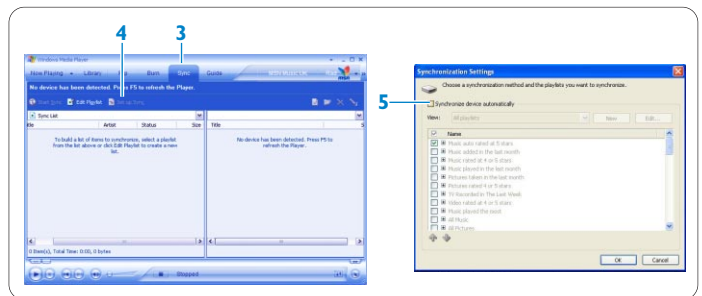 4
3
Windows Media Player
Now Playing
Library
Rip
Burn
Sync
Guide
msn
No device has been detected. Press F5 to refresh the Player.
Start Sync
Edit Playlist
Set up Sync
Sync List
Title
Artist
Status
Size
Title
To build a list of items to synchronize, select a playlist
from the list above or click Edit Playlist to create a new
list.
No device has been detected. Press F5 to
refresh the Player.
0 Item(s), Total Time: 0:00, 0 bytes
Stopped
Synchronization Settings
Choose a synchronization method and the playlists you want to synchronize.
5
Synchronize device automatically
View:
All playlists
New
Edit...
Name
Music auto rated at 5 stars
Music added in the last month
Music rated at 4 or 5 stars
Music played in the last month
Pictures taken in the last month
Pictures rated 4 or 5 stars
TV Recorded in The Last Week
Video rated at 4 or 5 stars
Music played the most
All Music
All Pictures
OK
Cancel